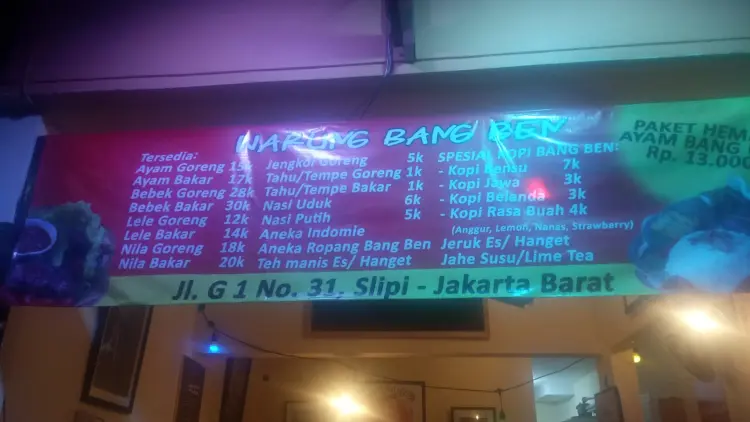 WARUNG BANG BEN
Tersedia:
Ayam Goreng 15k
Ayam Bakar 17k
Bebek Goreng 28k
Bebek Bakar 30k
Lele Goreng 12k
Lele Bakar 14k
Nila Goreng 18k
Nila Bakar 20k
Jengkol Goreng 5k
Tahu/Tempe Goreng 1k
Tahu/Tempe Bakar 1k
Nasi Uduk 6k
Nasi Putih 5k
Aneka Indomie
Aneka Ropang Bang Ben
Teh manis Es/ Hanget
SPESIAL KOPI BANG BEN:
- Kopi Bensu 7k
- Kopi Jawa 3k
- Kopi Belanda 3k
- Kopi Rasa Buah 4k
(Anggur, Lemon, Nanas, Strawberry)
Jeruk Es/ Hanget
Jahe Susu/Lime Tea
PAKET HEM
AYAM BANG
Rp. 13.000
Jl. G 1 No. 31, Slipi - Jakarta Barat